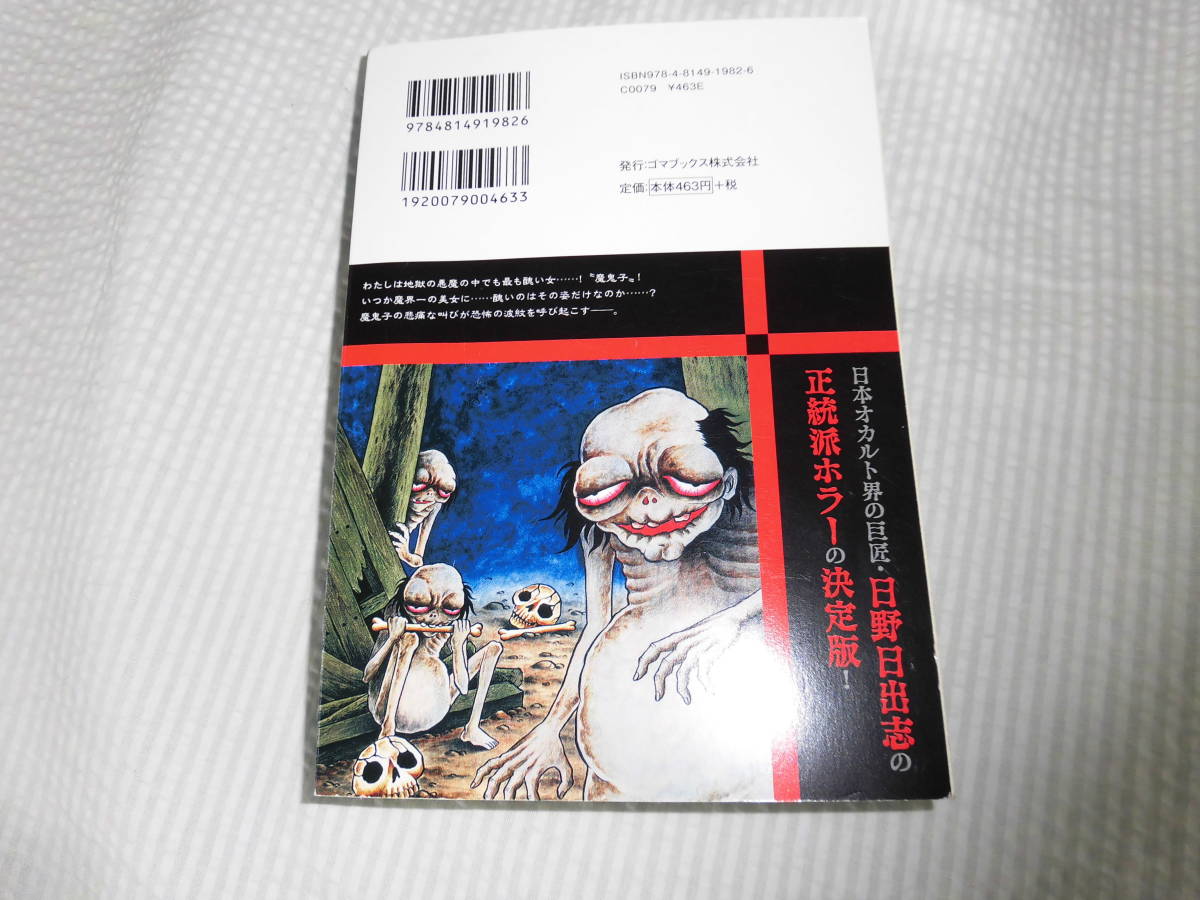 ISBN978-4-8149-1982-6
C0079 ¥463E
9784814919826
1920079004633
発行：ゴマブックス株式会社
定価：本体463円+税
わたしは地獄の悪魔の中でも最も醜い女……！〝魔鬼子〟！
いつか魔界一の美女に……醜いのはその姿だけなのか……？
魔鬼子の悲痛な叫びが恐怖の波紋を呼び起こす――。
日本オカルト界の巨匠・日野日出志の
正統派ホラーの決定版！